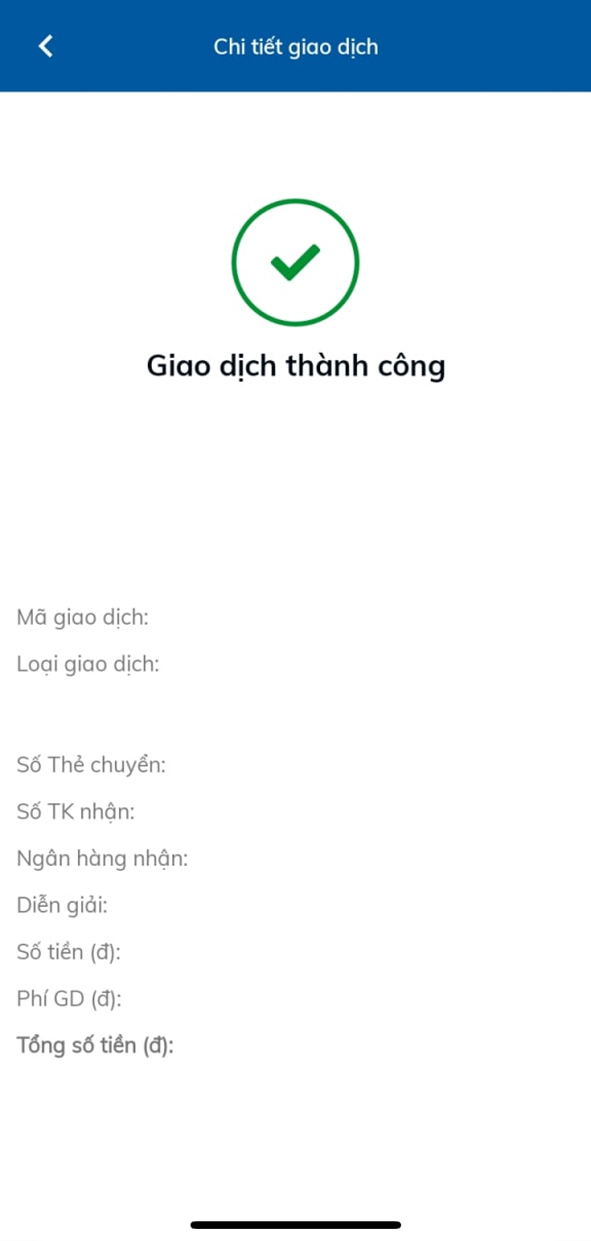 Chi tiết giao dịch
Giao dịch thành công
Mã giao dịch:
Loại giao dịch:
Số Thẻ chuyển:
Số TK nhận:
Ngân hàng nhận:
Diễn giải:
Số tiền (đ):
Phí GD (đ):
Tổng số tiền (đ):